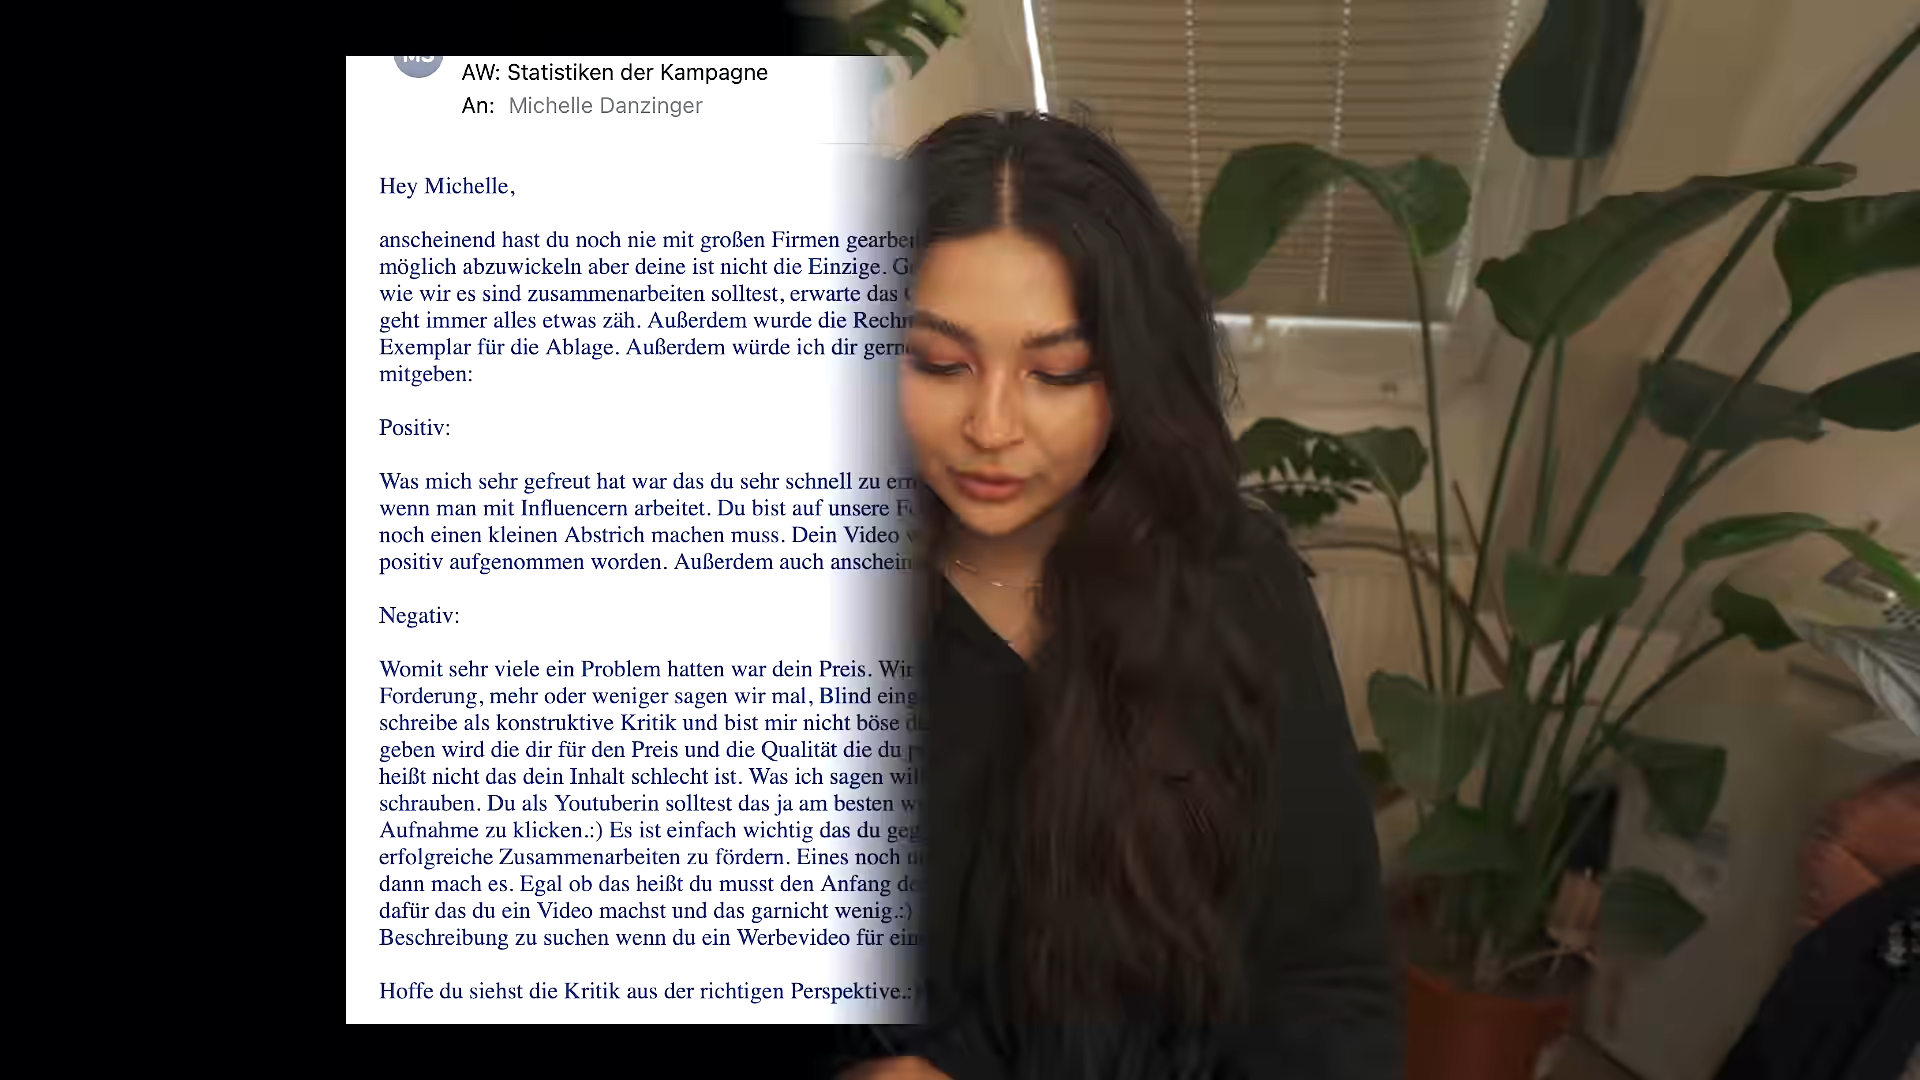 AW: Statistiken der Kampagne
An: Michelle Danzinger
Hey Michelle,
anscheinend hast du noch nie mit großen Firmen
möglich abzuwickeln aber deine ist nicht die Einzige.
wie wir es sind zusammenarbeiten solltest, erwarte das
geht immer alles etwas zäh. Außerdem wurde die
Exemplar für die Ablage. Außerdem würde ich dir
mitgeben:
Positiv:
Was mich sehr gefreut hat war das du sehr schnell zu
wenn man mit Influencern arbeitet. Du bist auf unsere
noch einen kleinen Abstrich machen muss. Dein Video
positiv aufgenommen worden. Außerdem auch
Negativ:
Womit sehr viele ein Problem hatten war dein Preis. Wir
Forderung, mehr oder weniger sagen wir mal, Blind
schreibe als konstruktive Kritik und bist mir nicht böse
geben wird die dir für den Preis und die Qualität die du
heißt nicht das dein Inhalt schlecht ist. Was ich sagen
schrauben. Du als Youtuberin solltest das ja am besten
Aufnahme zu klicken.:) Es ist einfach wichtig das du
erfolgreiche Zusammenarbeiten zu fördern. Eines noch
dann mach es. Egal ob das heißt du musst den Anfang
dafür das du ein Video machst und das garnicht wenig.:)
Beschreibung zu suchen wenn du ein Werbevideo für
Hoffe du siehst die Kritik aus der richtigen Perspektive.: